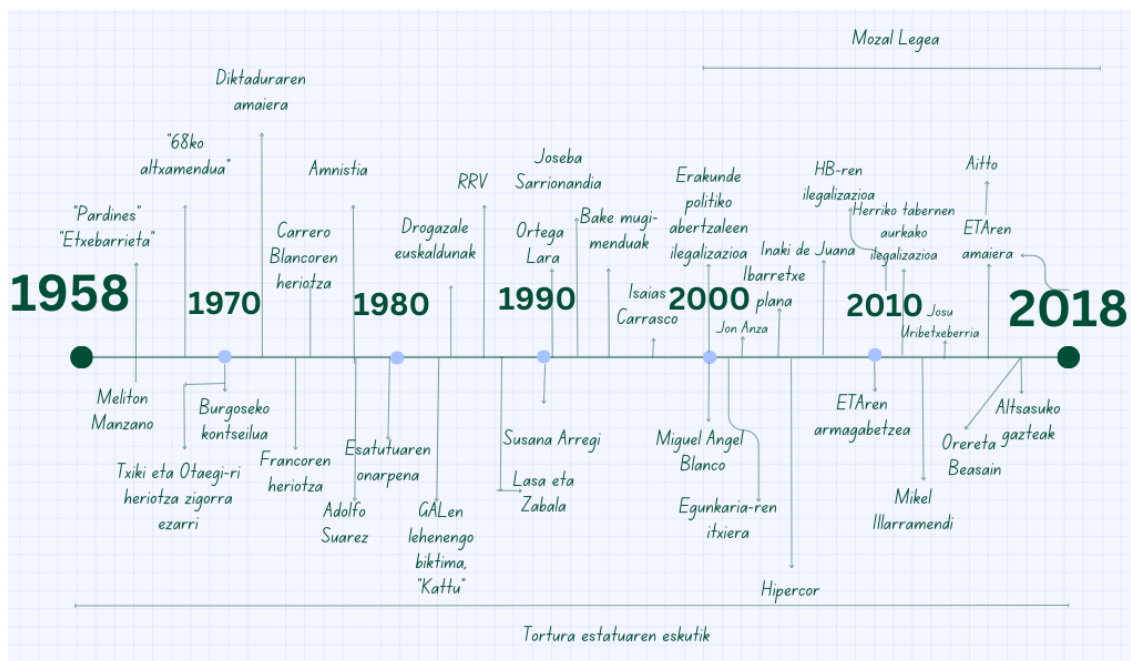 Mozal Legea
Diktaduraren
amaiera
"68ko
altxamendua"
Amnistia
RRV
Joseba
Sarrionandia
Erakunde
politiko
abertzaleen
ilegalizazioa
HB-ren
ilegalizazioa
Aitto
"Pardines"
"Etxebarrieta"
Carrero
Blancoren
heriotza
Drogazale
euskaldunak
Ortega
Lara
Bake mugi-
menduak
Inaki de Juana
Herriko tabernen
aurkako
ilegalizazioa
ETAren
amaiera
Isaias
Carrasco
Ibarretxe
plana
Jon Anza
Josu
Uribetxeberria
1958
1970
1980
1990
2000
2010
2018
Meliton
Manzano
Burgoseko
kontseilua
Txiki eta Otaegi-ri
heriotza zigorra
ezarri
Francoren
heriotza
Esatutuaren
onarpena
Adolfo
Suarez
GALen
lehenengo
biktima,
"Kattu"
Susana Arregi
Lasa eta
Zabala
Miguel Angel
Blanco
Egunkaria-ren
itxiera
Hipercor
ETAren
armagabetzea
Mikel
Illarramendi
Orereta
Beasain
Altsasuko
gazteak
Tortura estatuaren eskutik